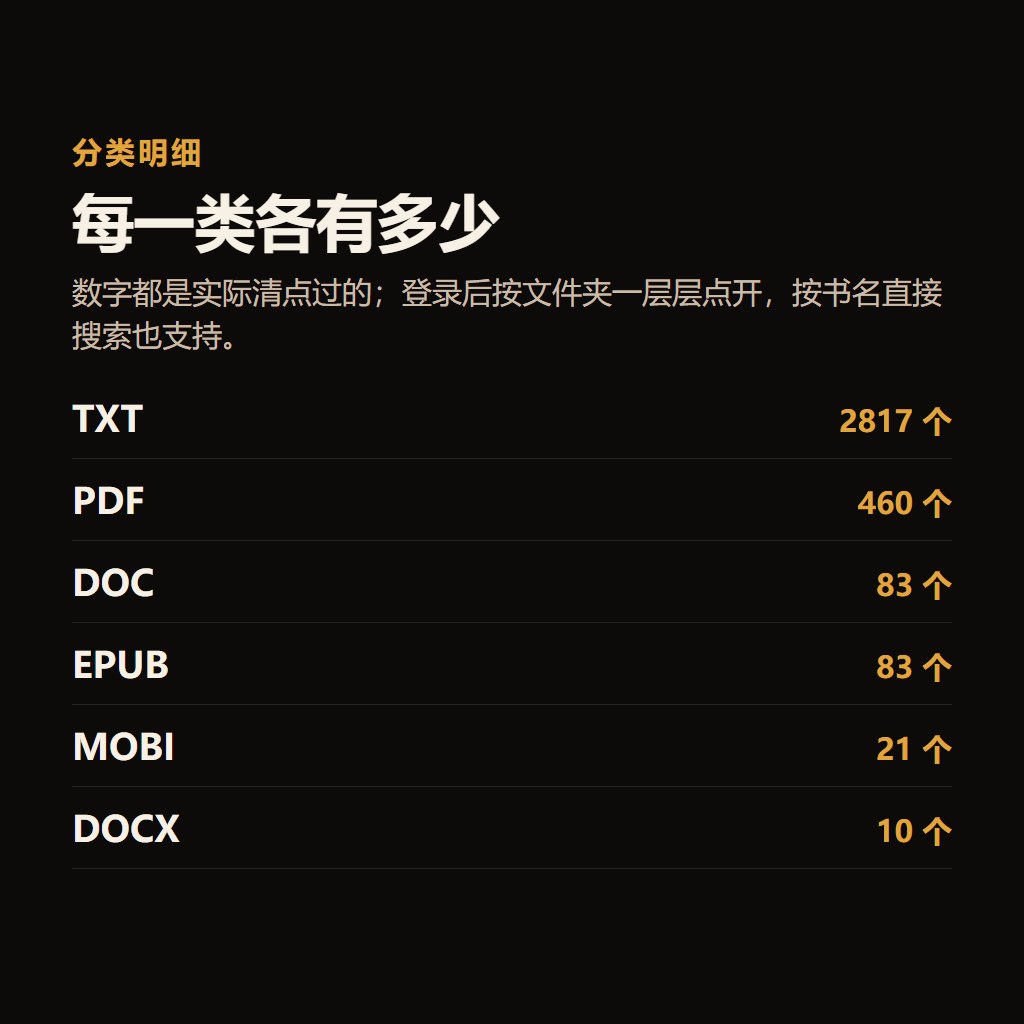 分类明细
每一类各有多少
数字都是实际清点过的；登录后按文件夹一层层点开，按书名直接
搜索也支持。
TXT 2817 个
PDF 460 个
DOC 83 个
EPUB 83 个
MOBI 21 个
DOCX 10 个